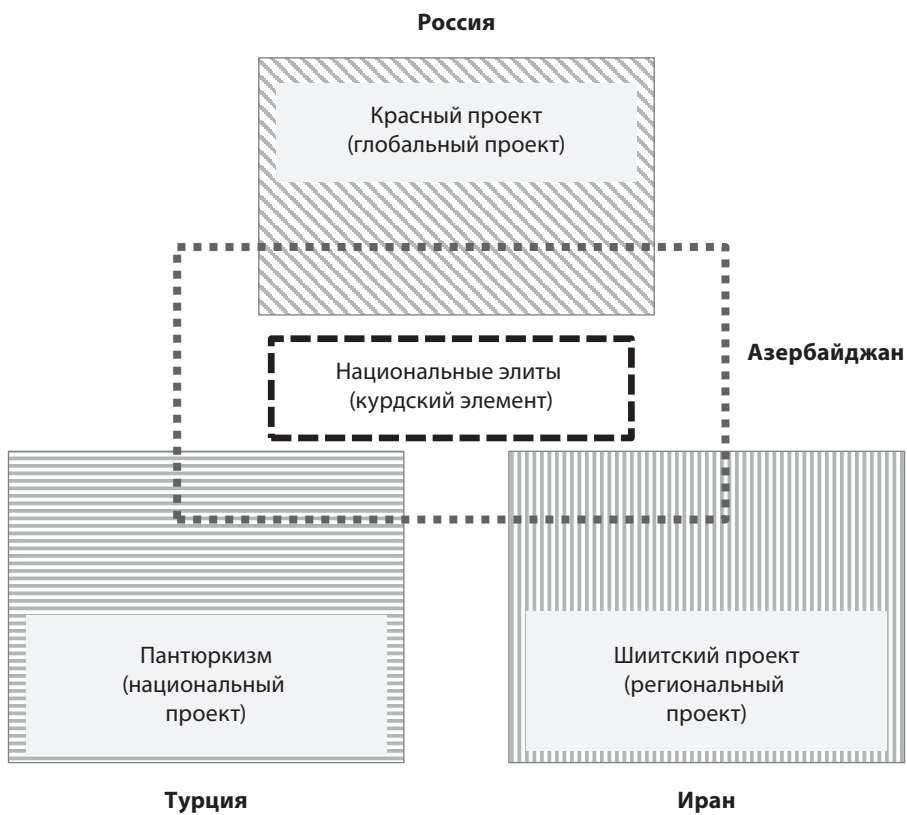 Россия
Красный проект
(глобальный проект)
Азербайджан
Национальные элиты
(курдский элемент)
Пантюркизм
(национальный
проект)
Шиитский проект
(региональный
проект)
Турция
Иран